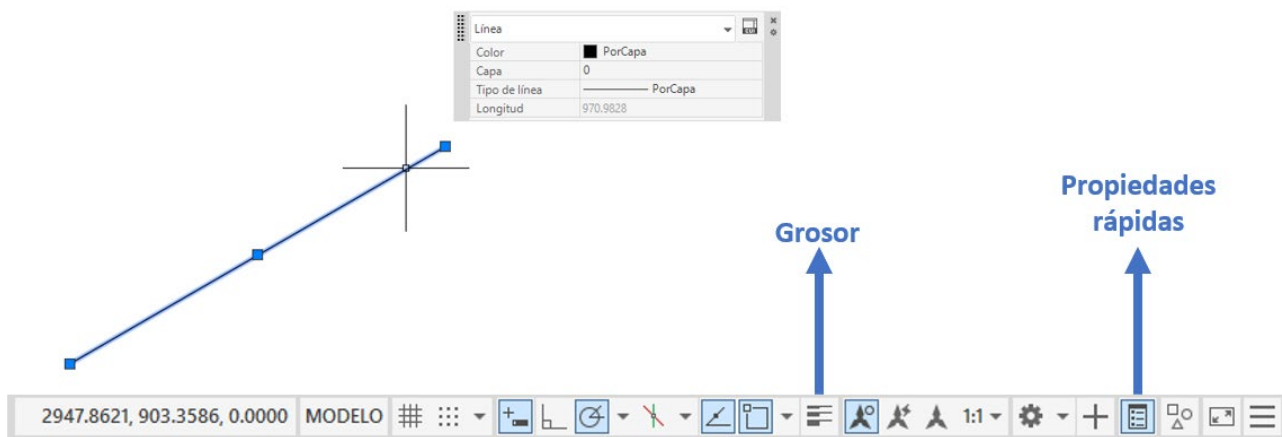 Línea
Color PorCapa
Capa 0
Tipo de línea PorCapa
Longitud 970.9828
Propiedades
rápidas
Grosor
2947.8621, 903.3586, 0.0000 MODELO 1:1